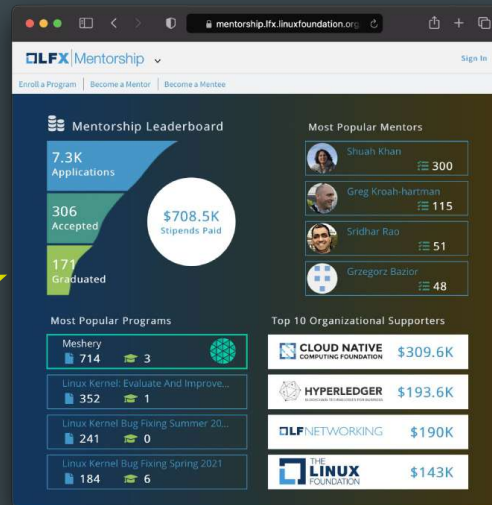 mentorship.lfx.linuxfoundation.org
LFX Mentorship
Sign In
Enroll a Program
Become a Mentor
Become a Mentee
Mentorship Leaderboard
7.3K
Applications
306
Accepted
171
Graduated
$708.5K
Stipends Paid
Most Popular Mentors
Shuah Khan
300
Greg Kroah-hartman
115
Sridhar Rao
51
Grzegorz Bazior
48
Most Popular Programs
Meshery
714 3
Linux Kernel: Evaluate And Improve...
352 1
Linux Kernel Bug Fixing Summer 20...
241 0
Linux Kernel Bug Fixing Spring 2021
184 6
Top 10 Organizational Supporters
CLOUD NATIVE
COMPUTING FOUNDATION
$309.6K
HYPERLEDGER
$193.6K
LFNETWORKING
$190K
THE
LINUX
FOUNDATION
$143K